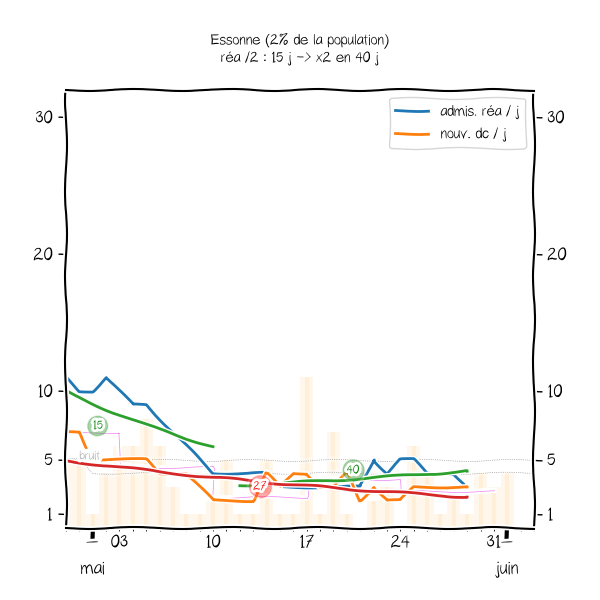 Essonne (2% de la population)
réa /2 : 15 j -> x2 en 40 j
admis. réa / j
nouv. dc / j
30
30
20
20
10
10
5
5
1
1
15
bruit
27
40
03
10
17
24
31
mai
juin